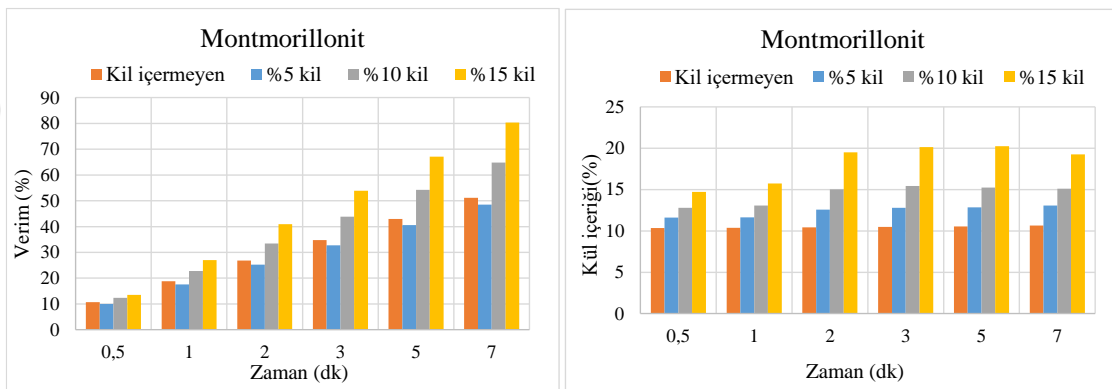 Montmorillonit
Kil içermeyen %5 kil %10 kil %15 kil
90
80
70
60
50
40
30
20
10
0
Verim (%)
0,5 1 2 3 5 7
Zaman (dk)
Montmorillonit
Kil içermeyen %5 kil %10 kil %15 kil
25
20
15
10
5
0
Kül içeriği(%)
0,5 1 2 3 5 7
Zaman (dk)